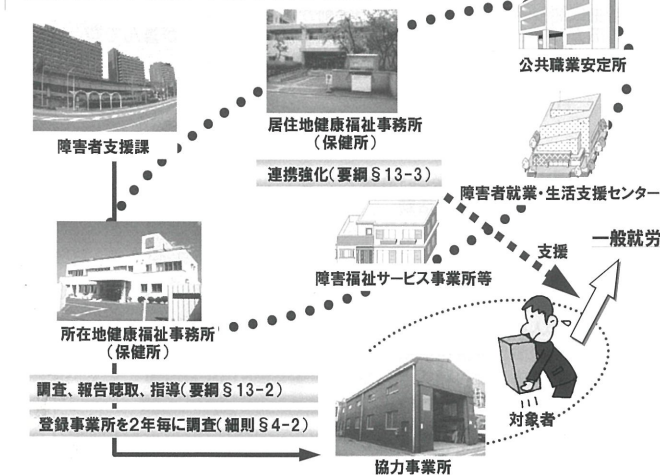 公共職業安定所
障害者支援課
居住地健康福祉事務所
(保健所)
連携強化(要綱§13-3)
障害者就業・生活支援センター
一般就労
支援
障害福祉サービス事業所等
所在地健康福祉事務所
(保健所)
調査、報告聴取、指導(要綱§13-2)
登録事業所を2年毎に調査(細則§4-2)
対象者
協力事業所